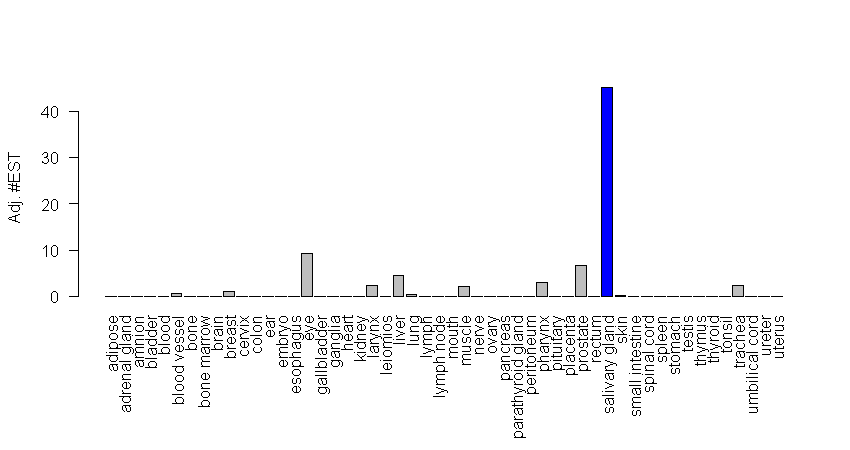 Adj. #EST
40
30
20
10
0
adipose
adrenal gland
amnion
bladder
blood
blood vessel
bone
bone marrow
brain
breast
cervix
colon
ear
embryo
esophagus
eye
gallbladder
ganglia
heart
kidney
larynx
leiomios
liver
lung
lymph
lymph node
mouth
muscle
nerve
ovary
pancreas
parathyroid gland
peritoneum
pharynx
pituitary
placenta
prostate
rectum
salivary gland
skin
small intestine
spinal cord
spleen
stomach
testis
thymus
thyroid
tonsil
trachea
umbilical cord
ureter
uterus